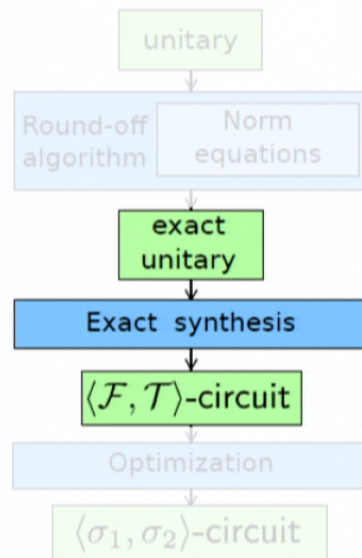 unitary
Round-off
algorithm
Norm
equations
exact
unitary
Exact synthesis
⟨ℱ, 𝒯⟩-circuit
Optimization
⟨σ₁, σ₂⟩-circuit